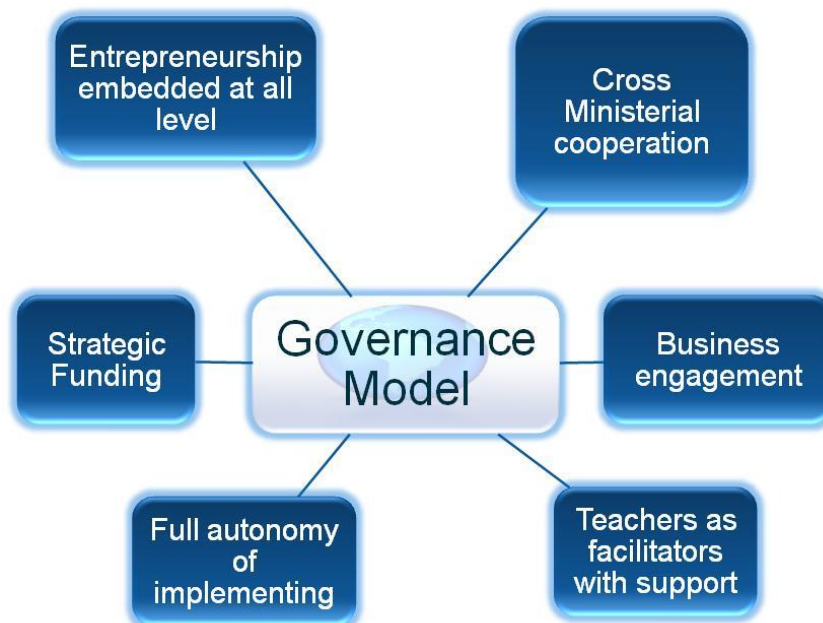 Entrepreneurship
embedded at all
level
Cross
Ministerial
cooperation
Strategic
Funding
Governance
Model
Business
engagement
Full autonomy
of
implementing
Teachers as
facilitators
with support